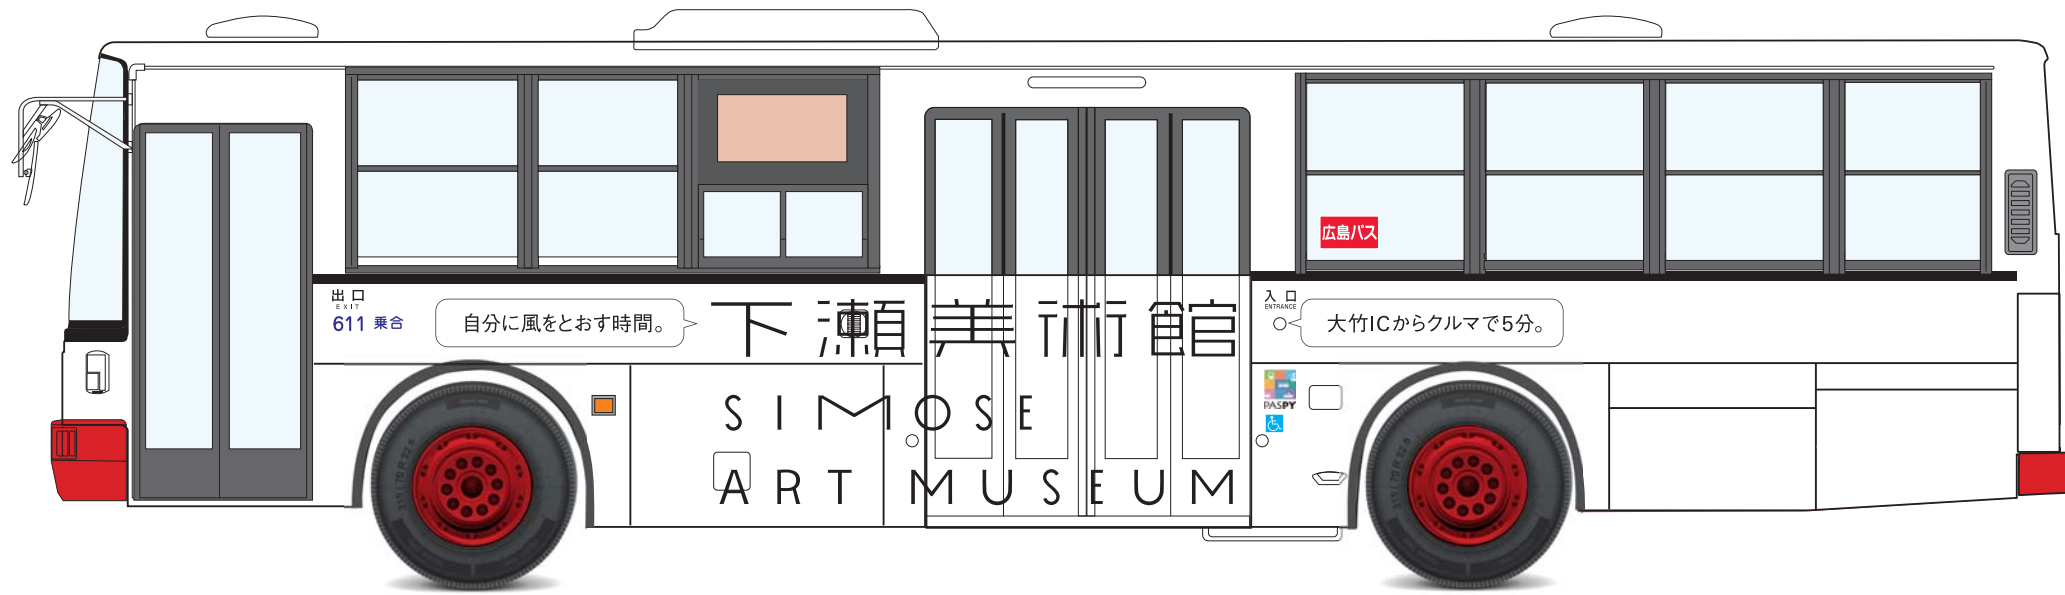 広島バス
出口
EXIT
611 乗合
自分に風をとおす時間。
下瀬美術館
入口
ENTRANCE
大竹ICからクルマで5分。
SIMOSE
ART MUSEUM
PASPY